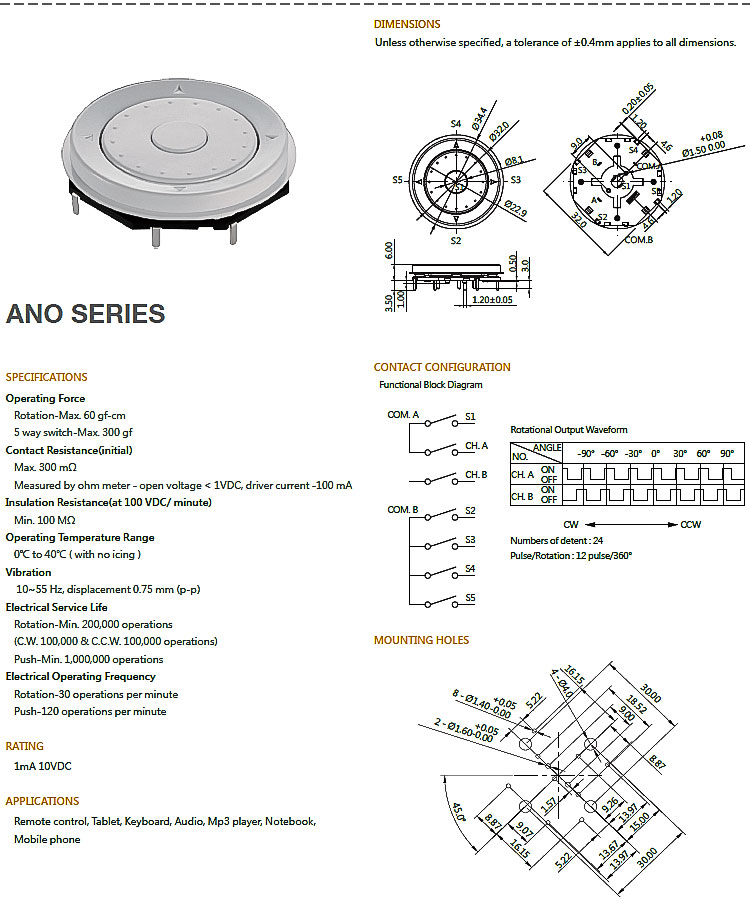 DIMENSIONS
Unless otherwise specified, a tolerance of ±0.4mm applies to all dimensions.
S4
Ø34.4
Ø32.0
Ø8.1
S5
S1
S3
Ø22.9
S2
0.20±0.05
1.20
4.6
+0.08
Ø1.50 0.00
9.0
S4
COM.
B
S3
S1
A
S2
32.0
4.6
1.20
COM.B
6.00
0.50
3.0
3.50
1.00
1.20±0.05
ANO SERIES
SPECIFICATIONS
Operating Force
Rotation-Max. 60 gf-cm
5 way switch-Max. 300 gf
Contact Resistance(initial)
Max. 300 mΩ
Measured by ohm meter - open voltage < 1VDC, driver current -100 mA
Insulation Resistance(at 100 VDC/ minute)
Min. 100 MΩ
Operating Temperature Range
0℃ to 40℃ ( with no icing )
Vibration
10~55 Hz, displacement 0.75 mm (p-p)
Electrical Service Life
Rotation-Min. 200,000 operations
(C.W. 100,000 & C.C.W. 100,000 operations)
Push-Min. 1,000,000 operations
Electrical Operating Frequency
Rotation-30 operations per minute
Push-120 operations per minute
RATING
1mA 10VDC
APPLICATIONS
Remote control, Tablet, Keyboard, Audio, Mp3 player, Notebook,
Mobile phone
CONTACT CONFIGURATION
Functional Block Diagram
COM. A
S1
CH. A
CH. B
COM. B
S2
S3
S4
S5
Rotational Output Waveform
NO. ANGLE -90° -60° -30° 0° 30° 60° 90°
CH. A ON
OFF
CH. B ON
OFF
CW CCW
Numbers of detent : 24
Pulse/Rotation : 12 pulse/360°
MOUNTING HOLES
16.15
4 - Ø4.0
30.00
5.22
18.52
9.00
+0.05
8 - Ø1.40-0.00
+0.05
2 - Ø1.60-0.00
8.87
45.0°
1.57
9.26
13.97
15.00
8.87
9.07
16.15
5.22
13.67
13.97
30.00